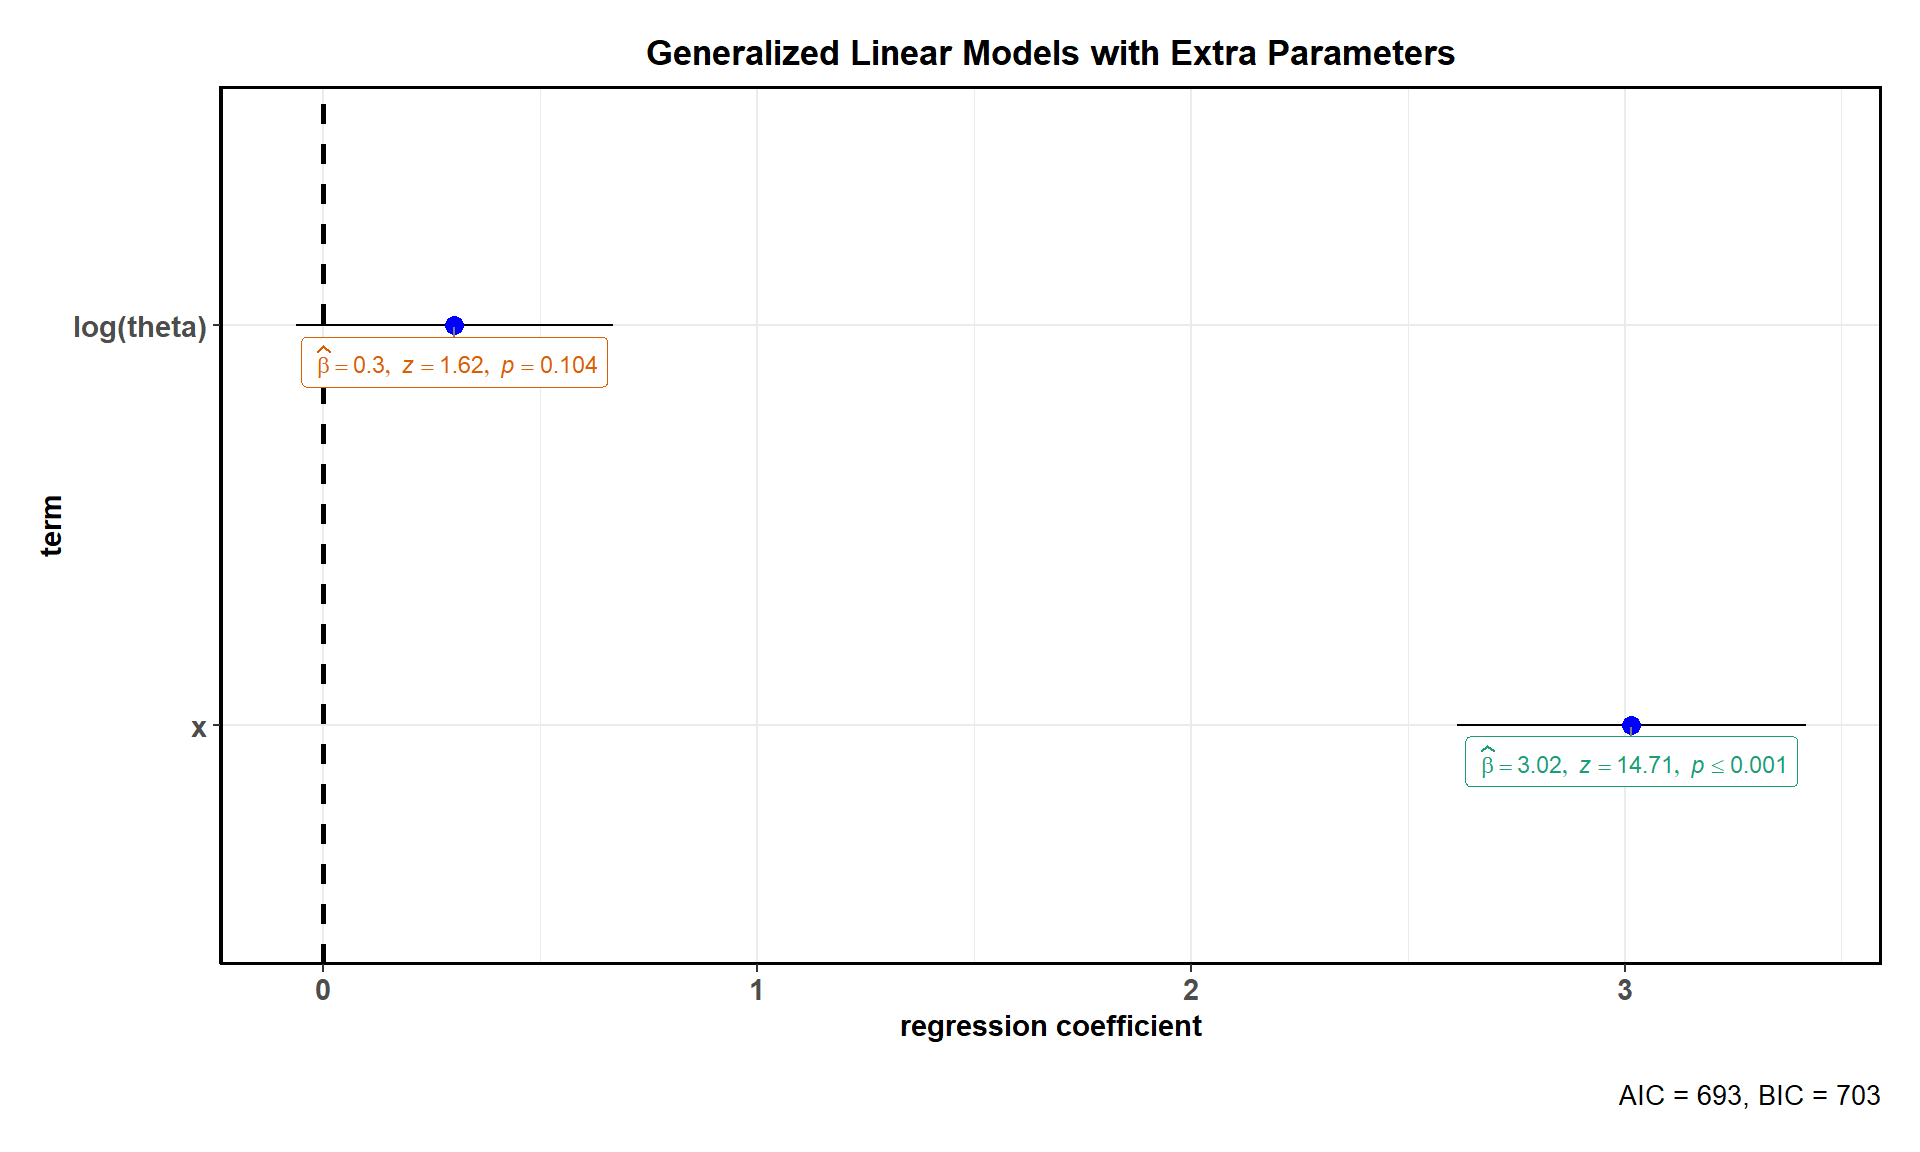 Generalized Linear Models with Extra Parameters
term
log(theta)
β̂ = 0.3, z = 1.62, p = 0.104
x
β̂ = 3.02, z = 14.71, p ≤ 0.001
0 1 2 3
regression coefficient
AIC = 693, BIC = 703